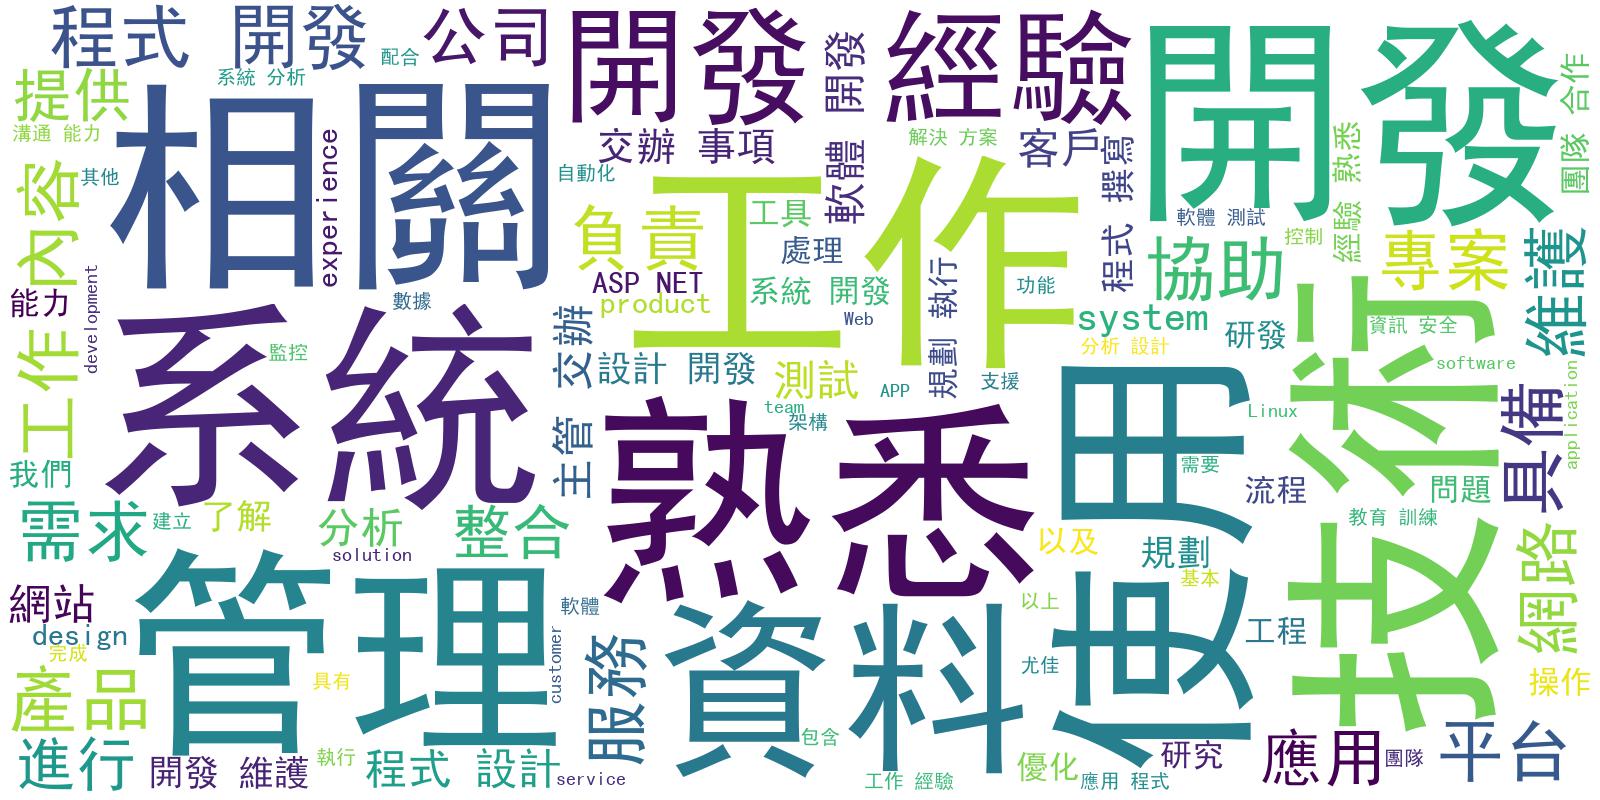 程式 開發
公司
開發 經驗
開發
配合
系統 分析
提供
溝通 能力
相關
experience
其他
工作內容
交辦 事項
自動化
軟體 開發
解決 方案
客戶
程式 撰寫
經驗 熟悉
團隊 合作
軟體 測試
控制
工作
負責
工具
處理
ASP NET
product
系統 開發
Web
規劃 執行
功能
協助
專案
維護
能力
development
數據
system
研發
資訊 安全
分析 設計
software
系統
監控
交辦
主管
設計 開發
測試
team
架構
APP
支援
Linux
技術
具備
application
熟悉
使用
需要
流程
問題
教育 訓練
我們
需求
建立
了解
分析
solution
整合
以及
規劃
基本
網路
網站
design
完成
管理
具有
customer
軟體
服務
資料
以上
尤佳
工程
操作
產品
進行
開發 維護
執行
程式 設計
service
包含
工作 經驗
優化
應用 程式
研究
應用
團隊
平台